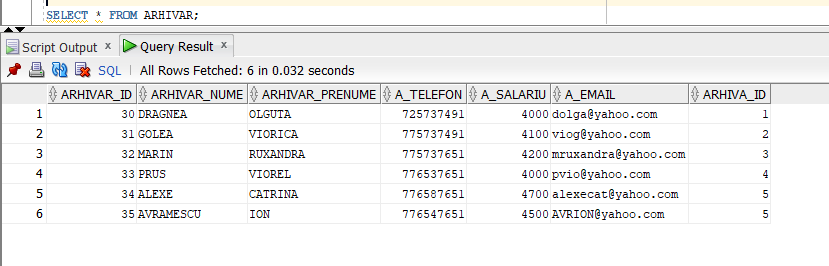 SELECT * FROM ARHIVAR;
Script Output x Query Result x
SQL | All Rows Fetched: 6 in 0.032 seconds
ARHIVAR_ID ARHIVAR_NUME ARHIVAR_PRENUME A_TELEFON A_SALARIU A_EMAIL ARHIVA_ID
1 30 DRAGNEA OLGUTA 725737491 4000 dolga@yahoo.com 1
2 31 GOLEA VIORICA 775737491 4100 viog@yahoo.com 2
3 32 MARIN RUXANDRA 775737651 4200 mruxandra@yahoo.com 3
4 33 PRUS VIOREL 776537651 4000 pvio@yahoo.com 4
5 34 ALEXE CATRINA 776587651 4700 alexecat@yahoo.com 5
6 35 AVRAMESCU ION 776547651 4500 AVRION@yahoo.com 5